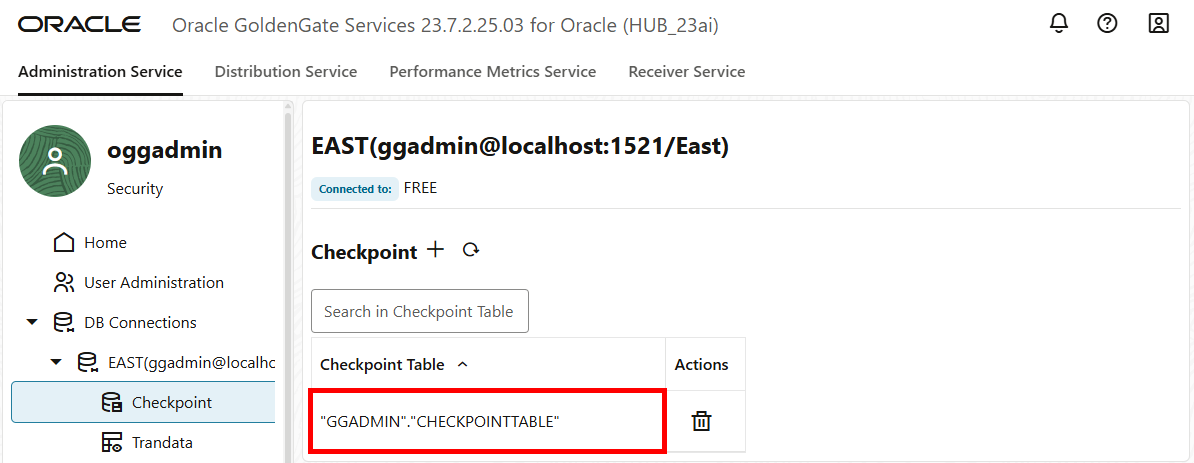 ORACLE Oracle GoldenGate Services 23.7.2.25.03 for Oracle (HUB_23ai)
Administration Service Distribution Service Performance Metrics Service Receiver Service
oggadmin
Security
Home
User Administration
DB Connections
EAST(ggadmin@localho
Checkpoint
Trandata
EAST(ggadmin@localhost:1521/East)
Connected to: FREE
Checkpoint
Search in Checkpoint Table
Checkpoint Table Actions
"GGADMIN"."CHECKPOINTTABLE"